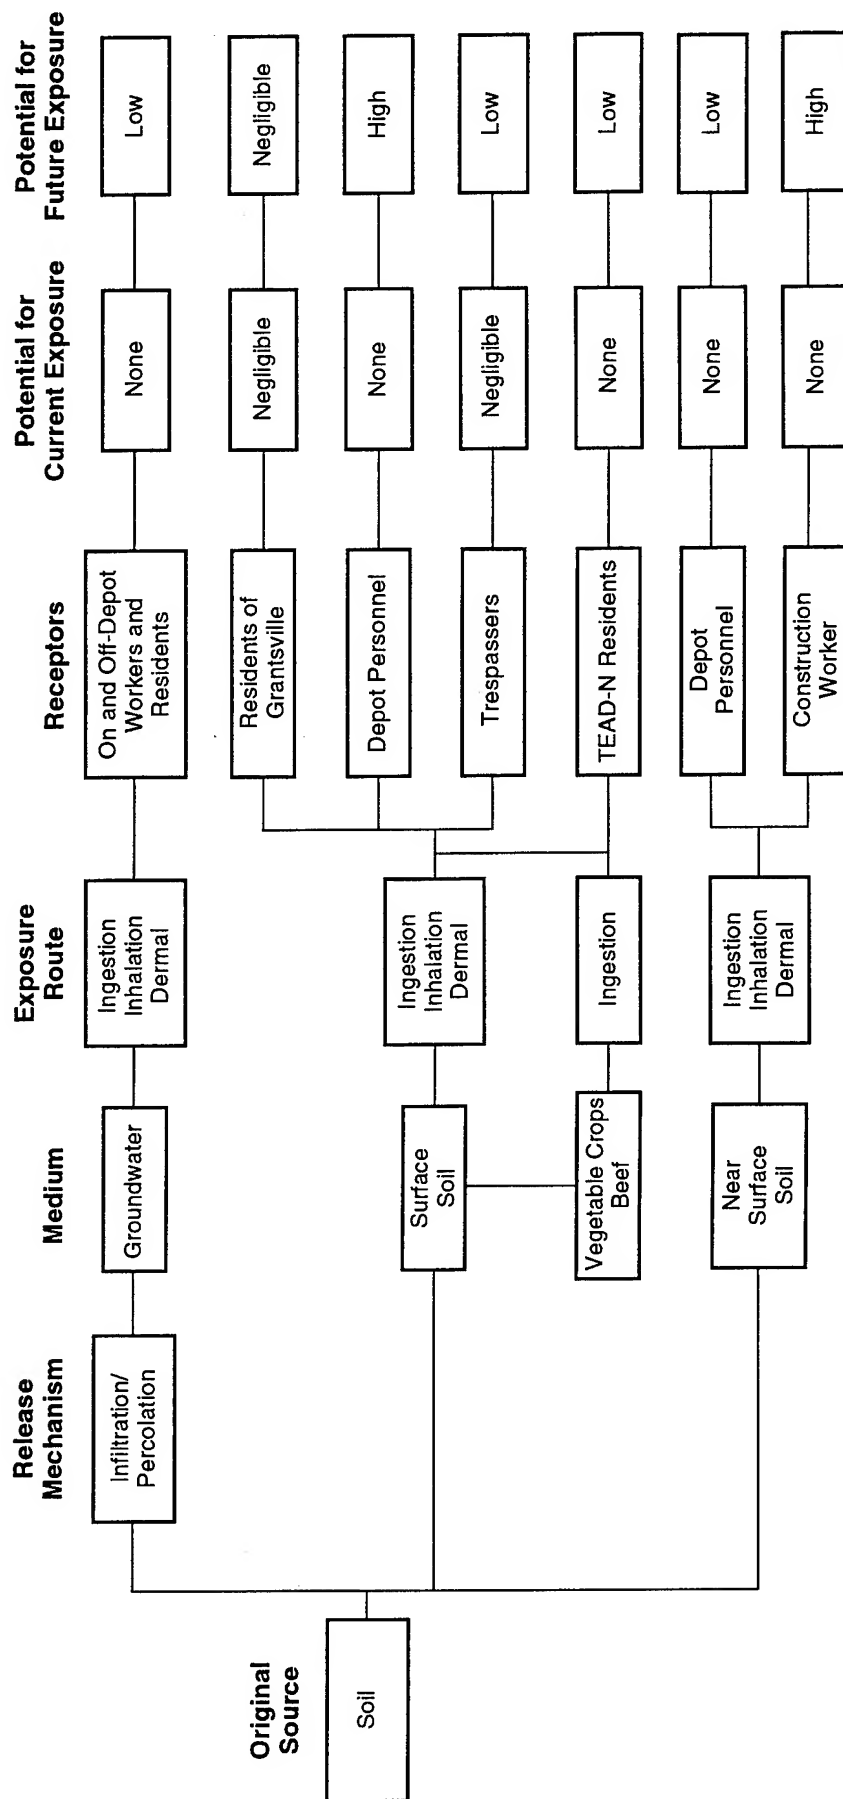 Original
Source
Soil
Release
Mechanism
Infiltration/
Percolation
Medium
Groundwater
Surface
Soil
Vegetable Crops
Beef
Near
Surface
Soil
Exposure
Route
Ingestion
Inhalation
Dermal
Ingestion
Inhalation
Dermal
Ingestion
Ingestion
Inhalation
Dermal
Receptors
On and Off-Depot
Workers and
Residents
Residents of
Grantsville
Depot Personnel
Trespassers
TEAD-N Residents
Depot
Personnel
Construction
Worker
Potential for
Current Exposure
None
Negligible
None
Negligible
None
None
None
Potential for
Future Exposure
Low
Negligible
High
Low
Low
Low
High